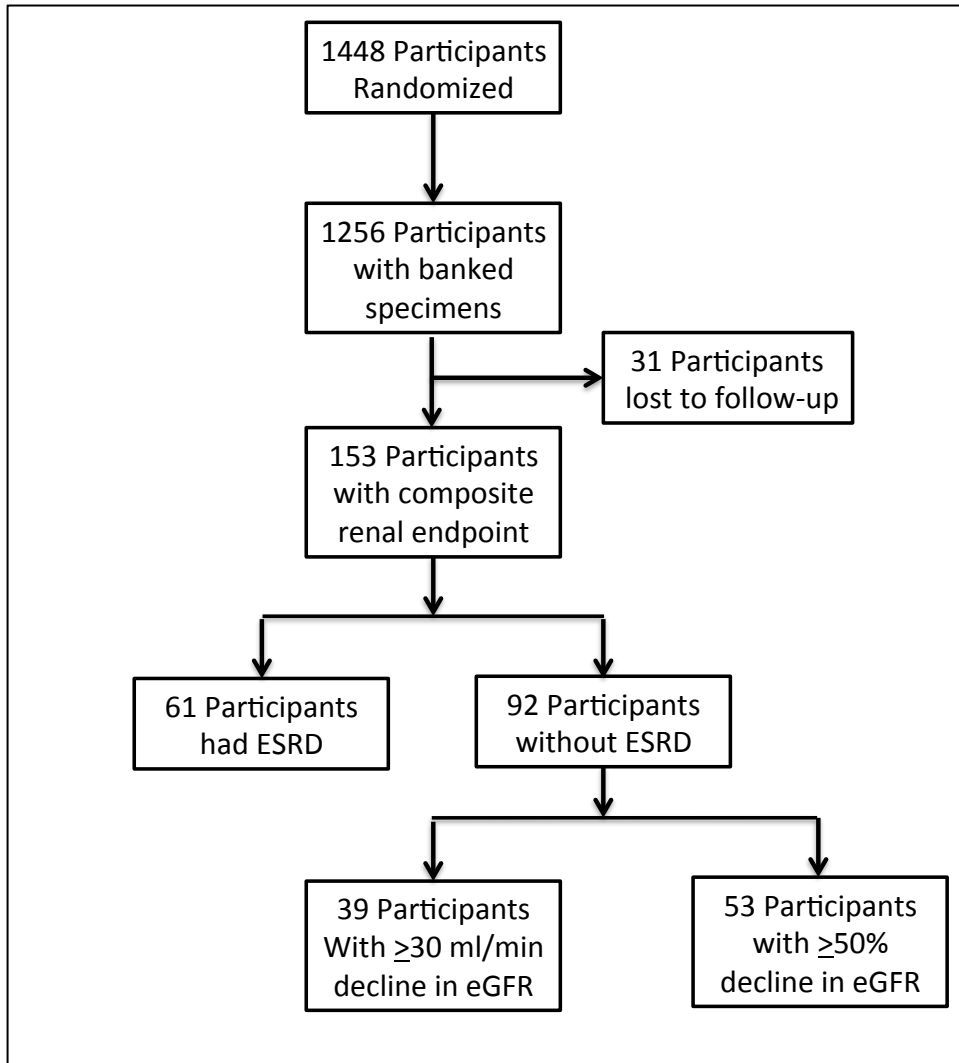 1448 Participants
Randomized
1256 Participants
with banked
specimens
31 Participants
lost to follow-up
153 Participants
with composite
renal endpoint
61 Participants
had ESRD
92 Participants
without ESRD
39 Participants
With ≥30 ml/min
decline in eGFR
53 Participants
with ≥50%
decline in eGFR